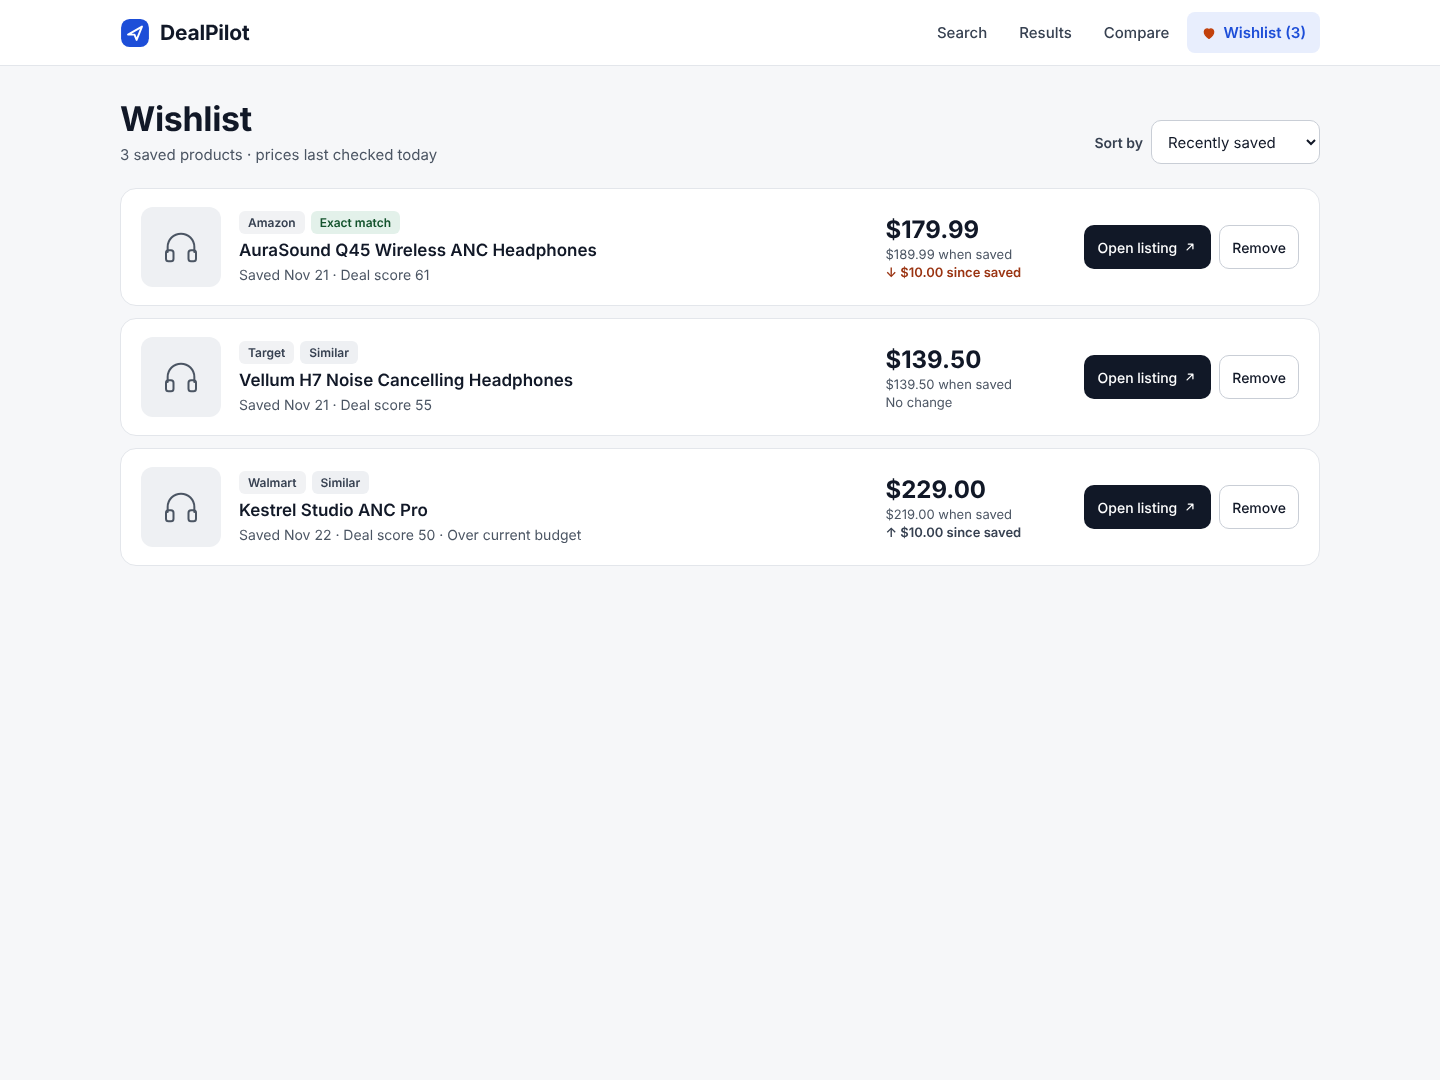 DealPilot
Search
Results
Compare
Wishlist (3)
Wishlist
3 saved products · prices last checked today
Sort by
Recently saved
Amazon
Exact match
AuraSound Q45 Wireless ANC Headphones
Saved Nov 21 · Deal score 61
$179.99
$189.99 when saved
↓ $10.00 since saved
Open listing ↗
Remove
Target
Similar
Vellum H7 Noise Cancelling Headphones
Saved Nov 21 · Deal score 55
$139.50
$139.50 when saved
No change
Open listing ↗
Remove
Walmart
Similar
Kestrel Studio ANC Pro
Saved Nov 22 · Deal score 50 · Over current budget
$229.00
$219.00 when saved
↑ $10.00 since saved
Open listing ↗
Remove